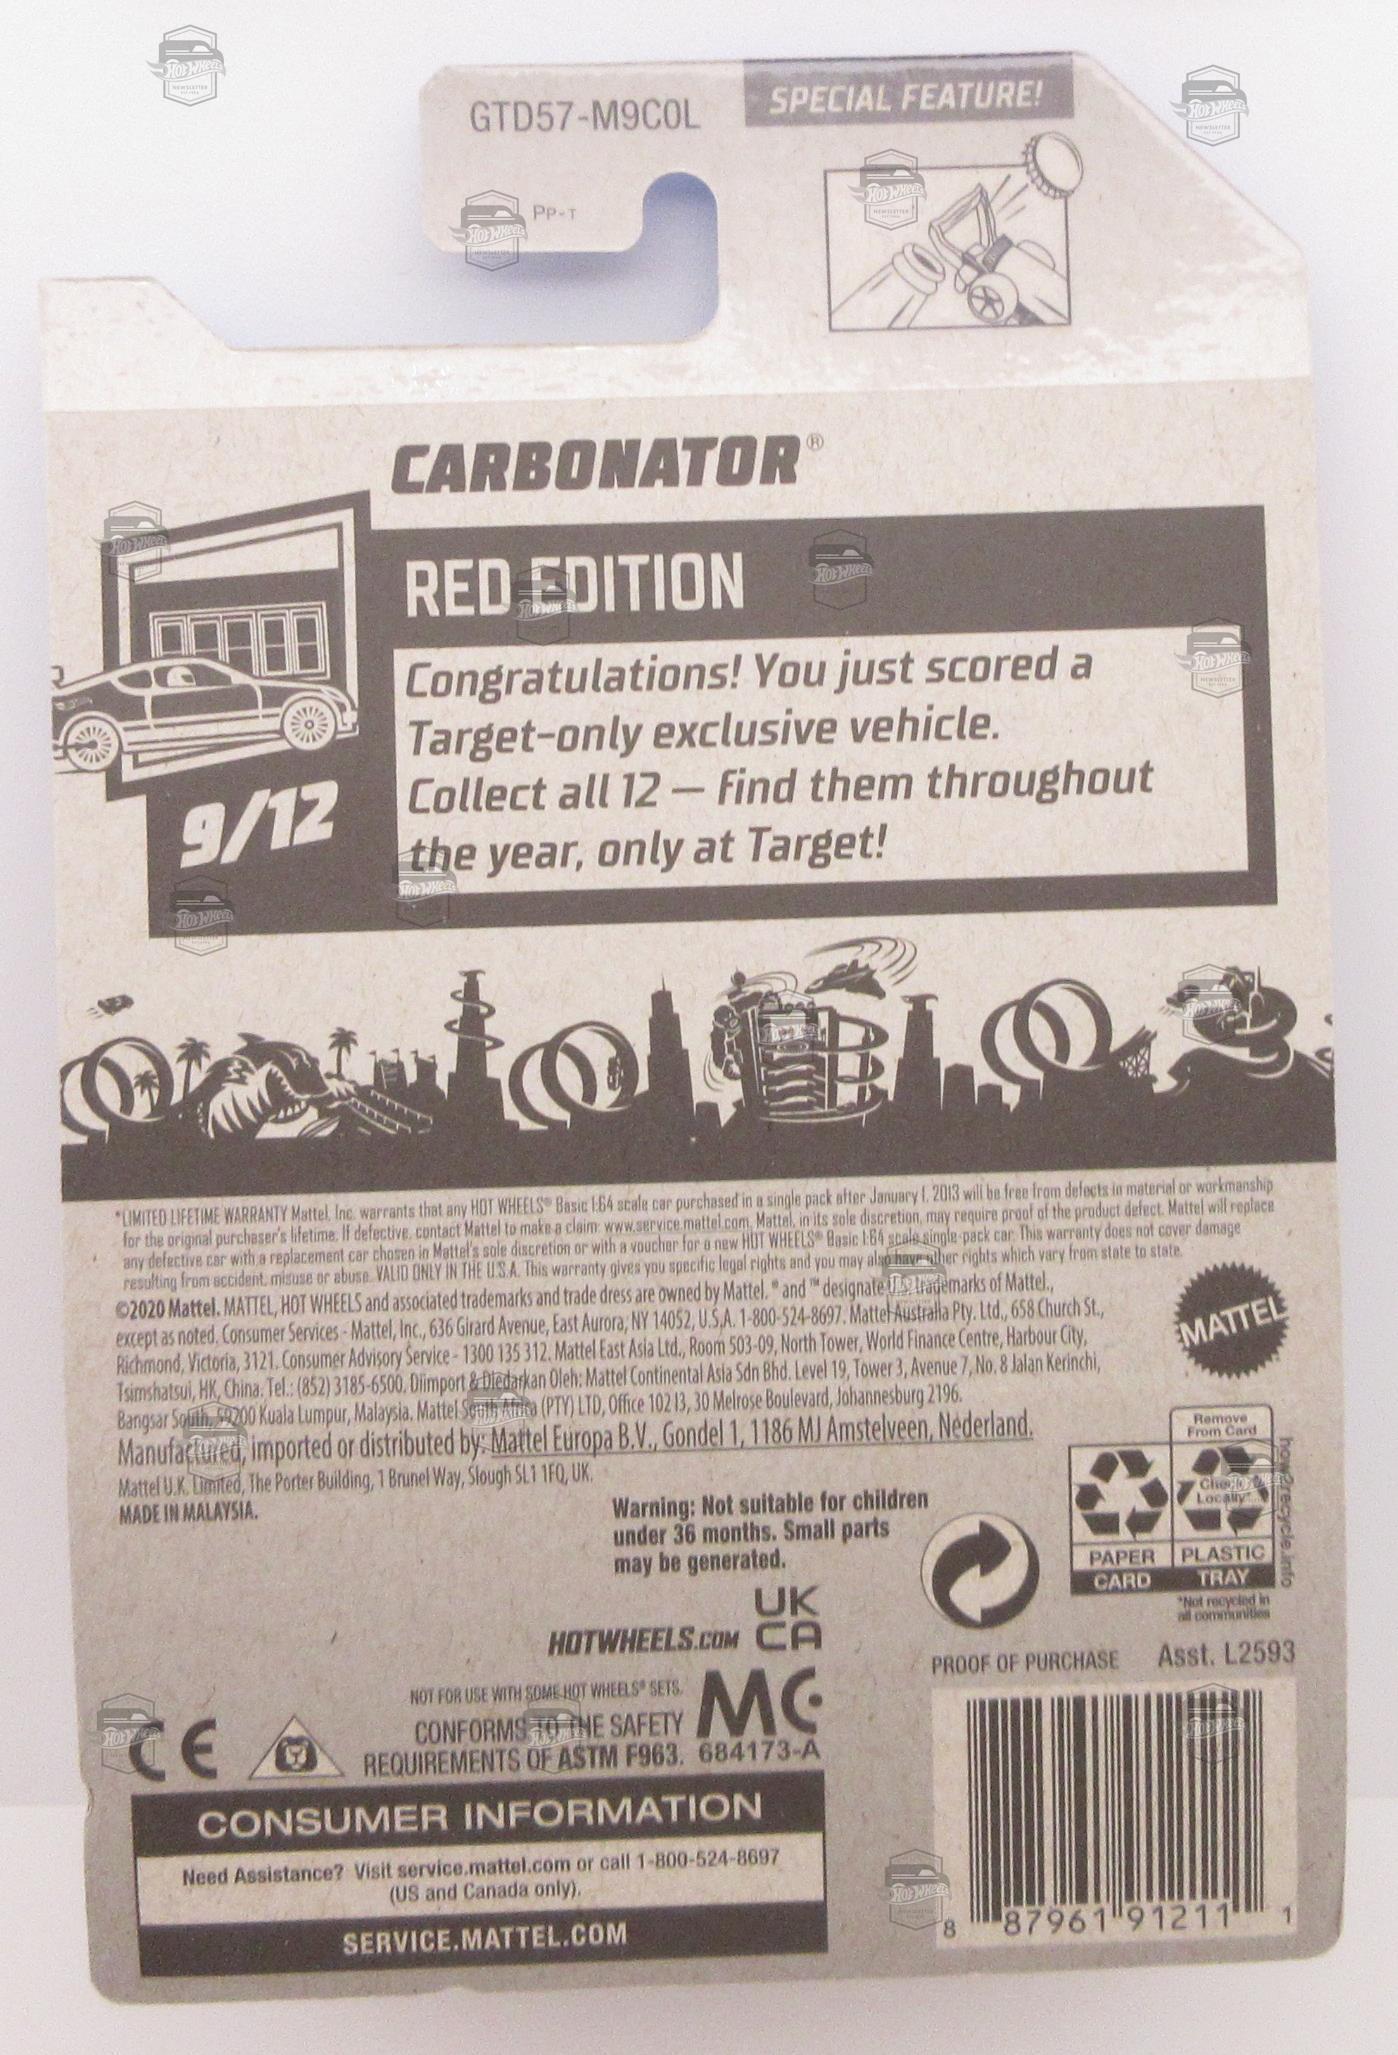 GTD57-M9C0L
SPECIAL FEATURE!
PP-T
CARBONATOR®
RED EDITION
Congratulations! You just scored a
Target-only exclusive vehicle.
Collect all 12 — find them throughout
the year, only at Target!
9/12
*LIMITED LIFETIME WARRANTY Mattel, Inc. warrants that any HOT WHEELS® Basic 1:64 scale car purchased in a single pack after January 1, 2013 will be free from defects in material or workmanship
for the original purchaser's lifetime. If defective, contact Mattel to make a claim: www.service.mattel.com. Mattel, in its sole discretion, may require proof of the product defect. Mattel will replace
any defective car with a replacement car chosen in Mattel's sole discretion or with a voucher for a new HOT WHEELS® Basic 1:64 scale single-pack car. This warranty does not cover damage
resulting from accident, misuse or abuse. VALID ONLY IN THE U.S.A. This warranty gives you specific legal rights and you may also have other rights which vary from state to state.
©2020 Mattel. MATTEL, HOT WHEELS and associated trademarks and trade dress are owned by Mattel. ® and ™ designate U.S. trademarks of Mattel.,
except as noted. Consumer Services - Mattel, Inc., 636 Girard Avenue, East Aurora, NY 14052, U.S.A. 1-800-524-8697. Mattel Australia Pty. Ltd., 658 Church St.,
Richmond, Victoria, 3121. Consumer Advisory Service - 1300 135 312. Mattel East Asia Ltd., Room 503-09, North Tower, World Finance Centre, Harbour City,
Tsimshatsui, HK, China. Tel.: (852) 3185-6500. Diimport & Diedarkan Oleh: Mattel Continental Asia Sdn Bhd. Level 19, Tower 3, Avenue 7, No. 8 Jalan Kerinchi,
Bangsar South, 59200 Kuala Lumpur, Malaysia. Mattel South Africa (PTY) LTD, Office 102 I3, 30 Melrose Boulevard, Johannesburg 2196.
Manufactured, imported or distributed by: Mattel Europa B.V., Gondel 1, 1186 MJ Amstelveen, Nederland.
Mattel U.K. Limited, The Porter Building, 1 Brunel Way, Slough SL1 1FQ, UK.
MADE IN MALAYSIA.
MATTEL
Remove
From Card
Check
Locally*
PAPER
PLASTIC
CARD
TRAY
how2recycle.info
*Not recycled in
all communities
Warning: Not suitable for children
under 36 months. Small parts
may be generated.
HOTWHEELS.COM
UK
CA
NOT FOR USE WITH SOME HOT WHEELS® SETS.
CONFORMS TO THE SAFETY
REQUIREMENTS OF ASTM F963.
MC
684173-A
CE
PROOF OF PURCHASE
Asst. L2593
8 87961 91211 1
CONSUMER INFORMATION
Need Assistance? Visit service.mattel.com or call 1-800-524-8697
(US and Canada only).
SERVICE.MATTEL.COM
HOT WHEELS
NEWSLETTER